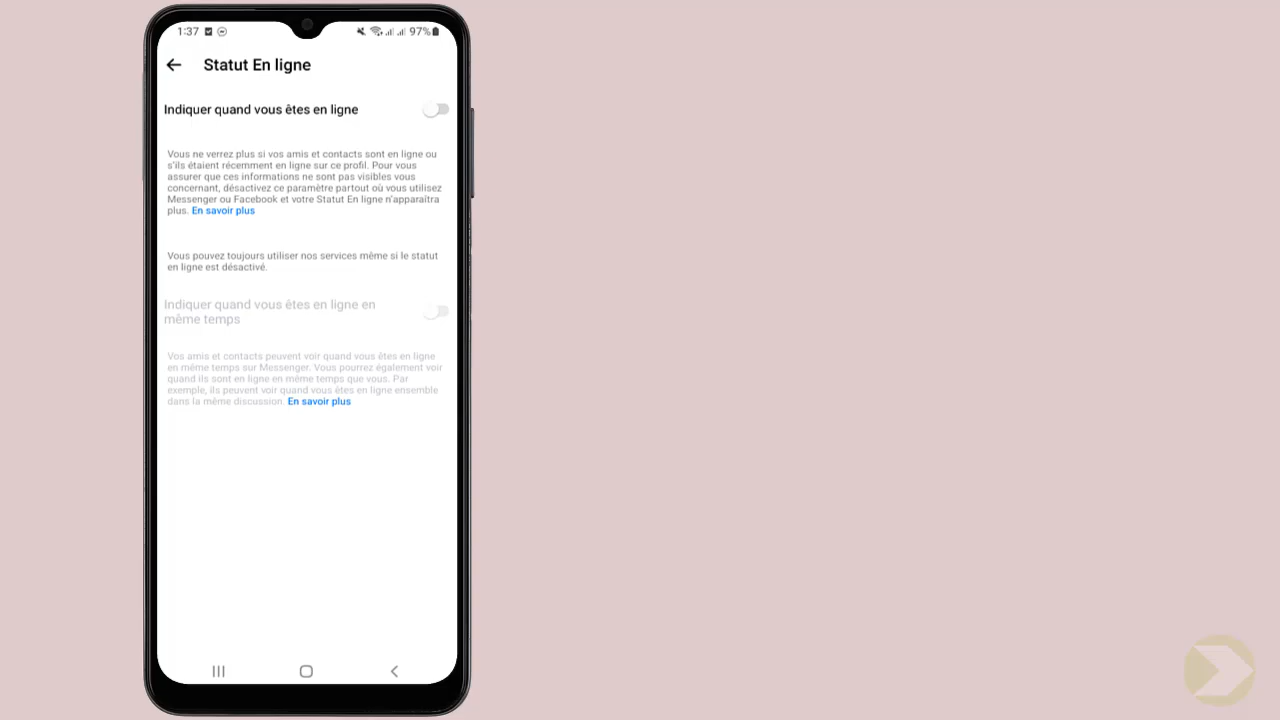 1:37 97%
Statut En ligne
Indiquer quand vous êtes en ligne
Vous ne verrez plus si vos amis et contacts sont en ligne ou
s'ils étaient récemment en ligne sur ce profil. Pour vous
assurer que ces informations ne sont pas visibles vous
concernant, désactivez ce paramètre partout où vous utilisez
Messenger ou Facebook et votre Statut En ligne n'apparaîtra
plus. En savoir plus
Vous pouvez toujours utiliser nos services même si le statut
en ligne est désactivé.
Indiquer quand vous êtes en ligne en
même temps
Vos amis et contacts peuvent voir quand vous êtes en ligne
en même temps sur Messenger. Vous pourrez également voir
quand ils sont en ligne en même temps que vous. Par
exemple, ils peuvent voir quand vous êtes en ligne ensemble
dans la même discussion. En savoir plus